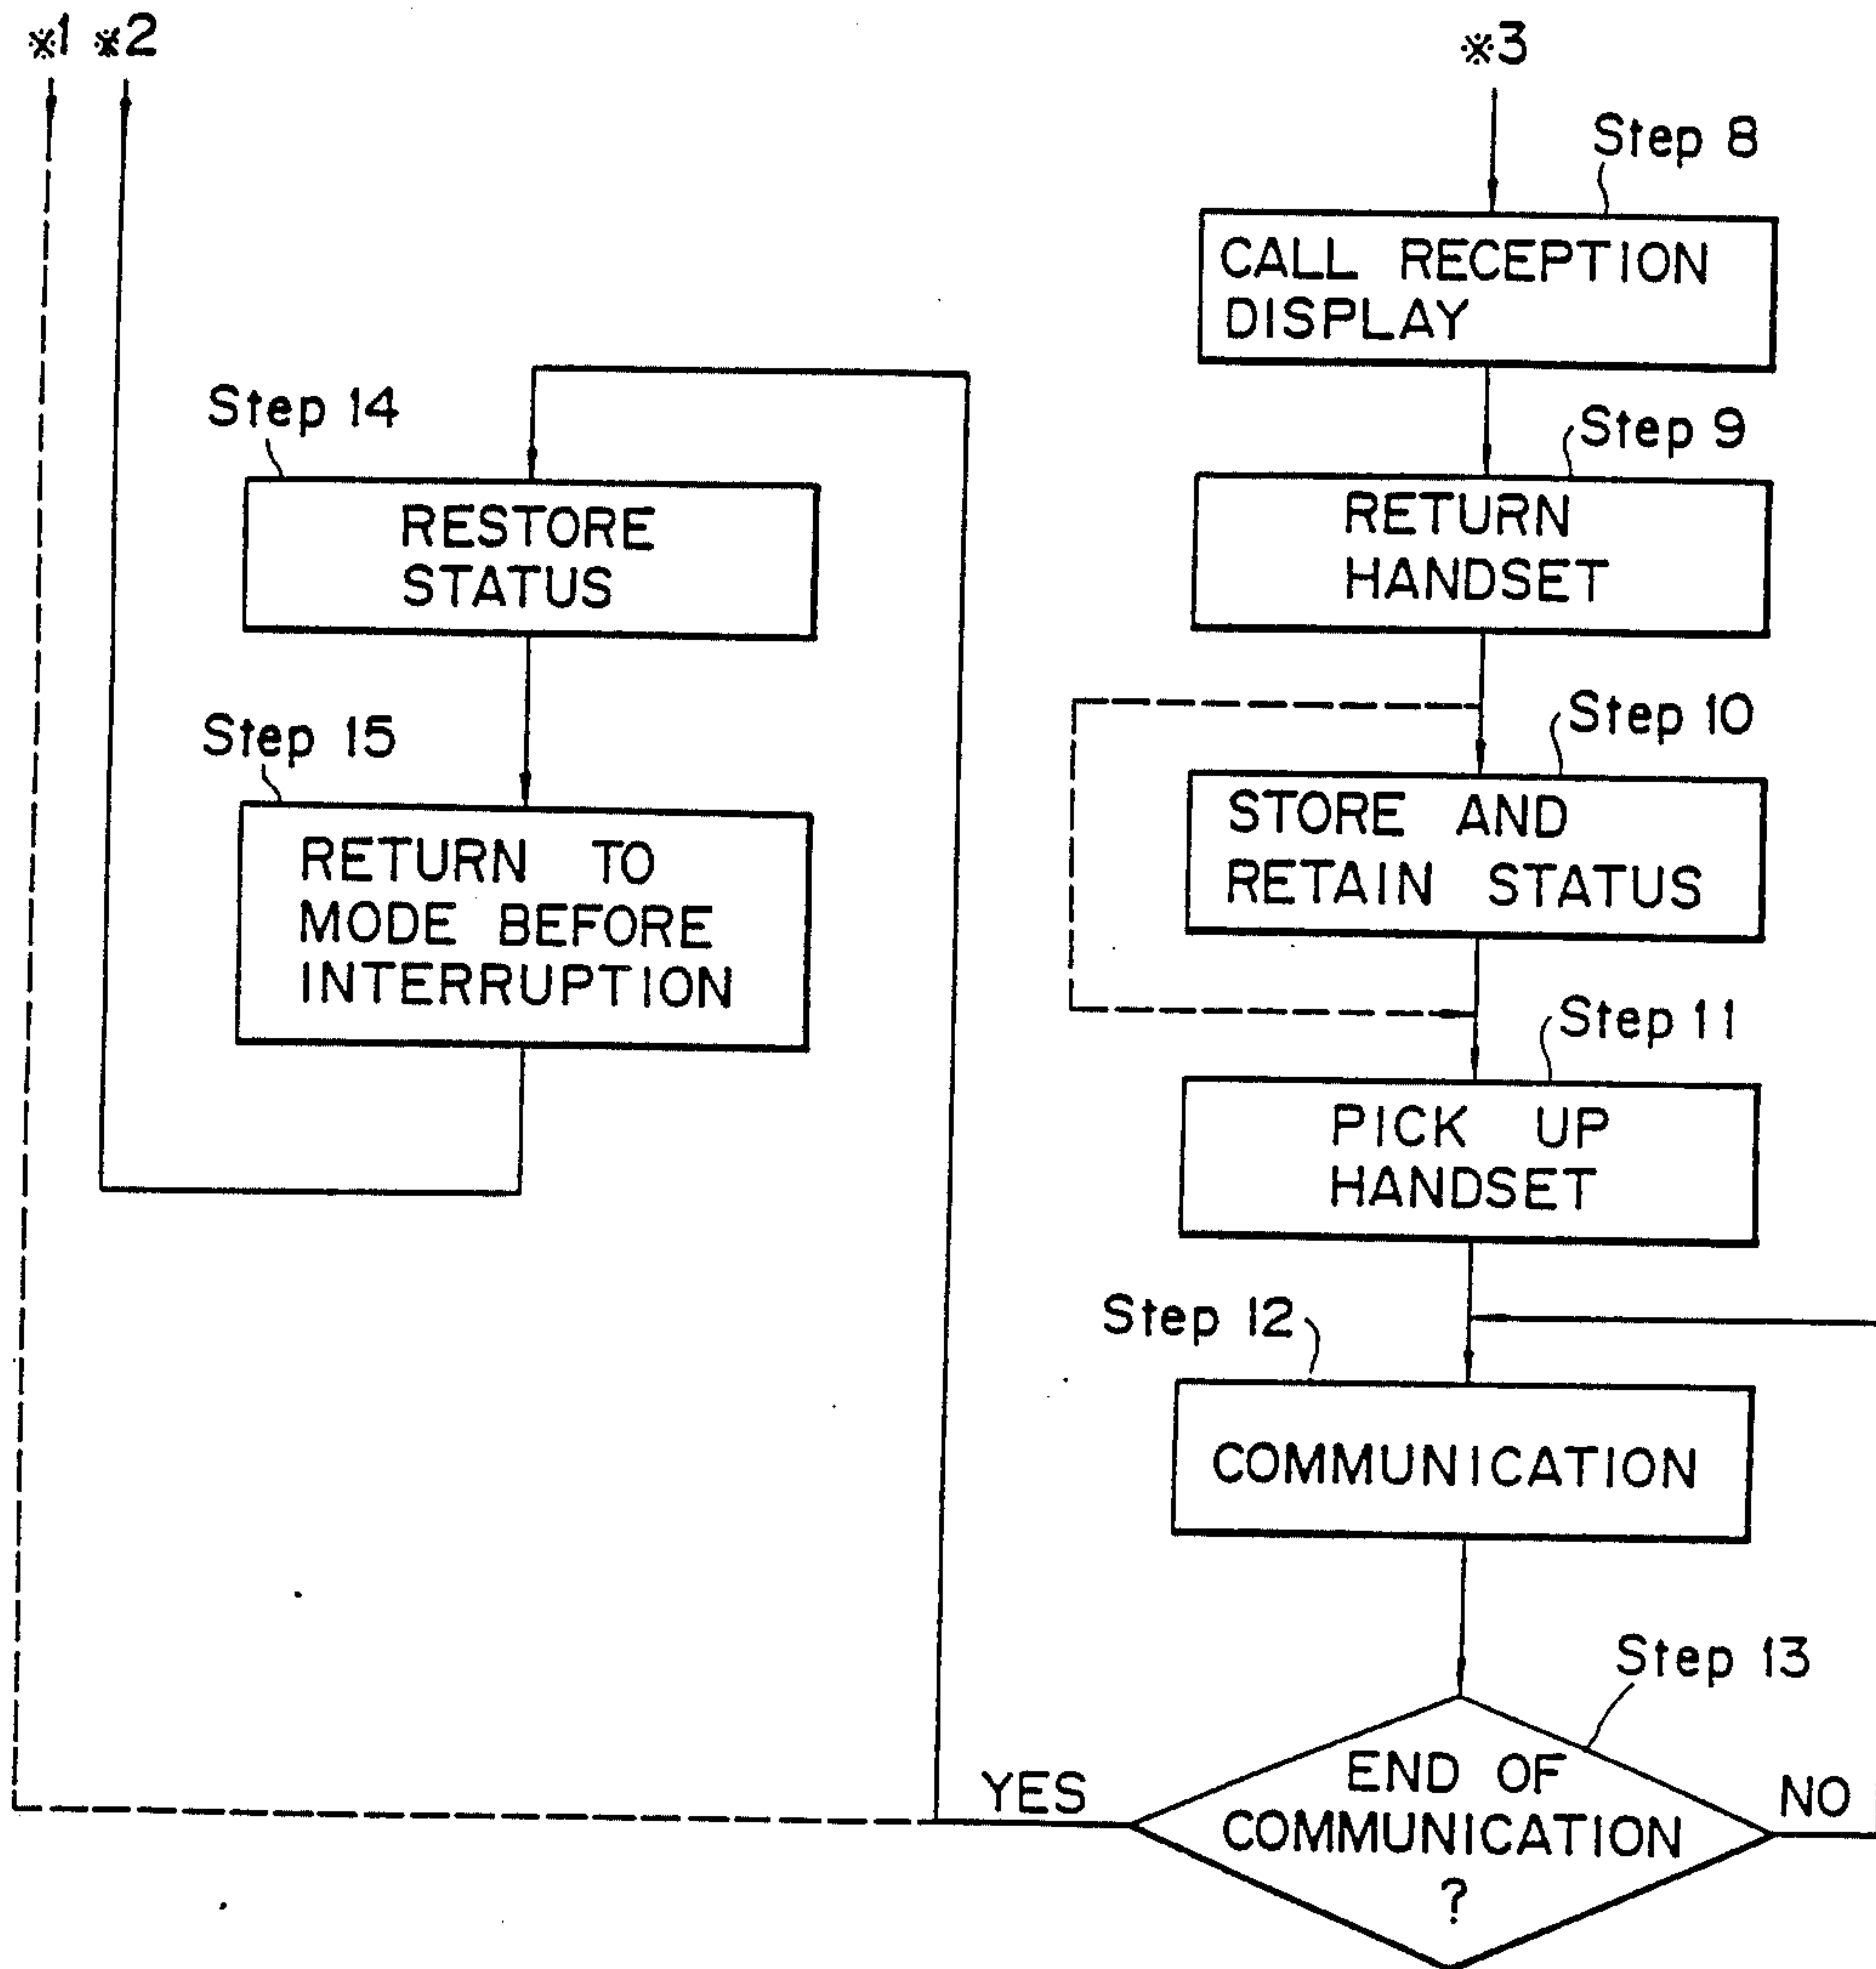 ※1 ※2
※3
Step 8
CALL RECEPTION
DISPLAY
Step 9
RETURN
HANDSET
Step 10
STORE AND
RETAIN STATUS
Step 11
PICK UP
HANDSET
Step 12
COMMUNICATION
Step 13
END OF
COMMUNICATION
?
YES
NO
Step 14
RESTORE
STATUS
Step 15
RETURN TO
MODE BEFORE
INTERRUPTION